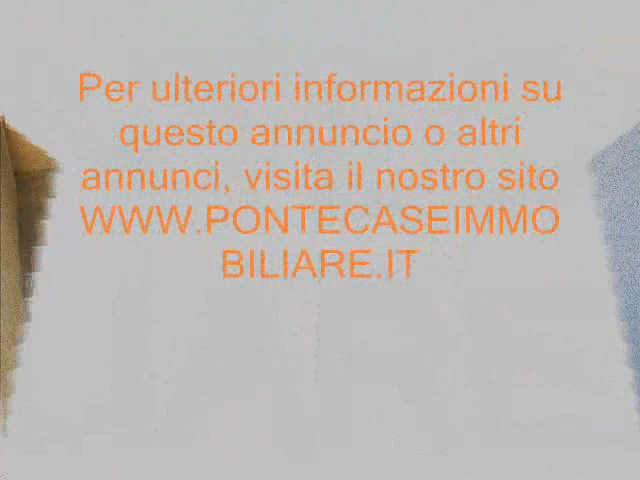 Per ulteriori informazioni su
questo annuncio o altri
annunci, visita il nostro sito
WWW.PONTECASEIMMO
BILIARE.IT